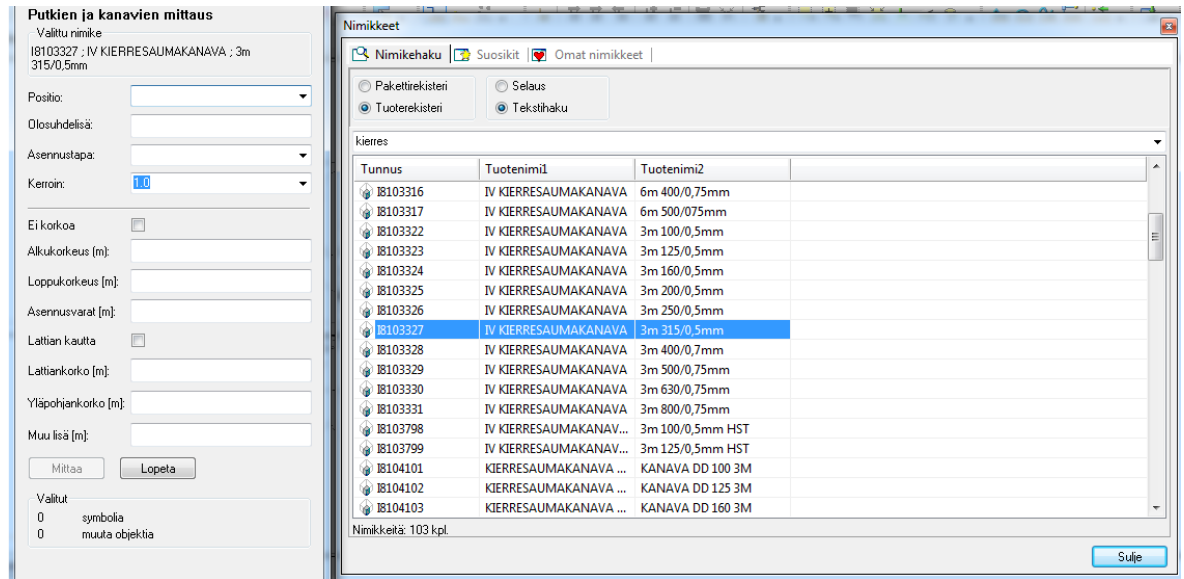 Putkien ja kanavien mittaus
Valittu nimike
I8103327 ; IV KIERRESAUMAKANAVA ; 3m
315/0,5mm
Positio:
Olosuhdelisä:
Asennustapa:
Kerroin: 1.0
Ei korkoa
Alkukorkeus [m]:
Loppukorkeus [m]:
Asennusvarat [m]:
Lattian kautta
Lattiankorko [m]:
Yläpohjankorko [m]:
Muu lisä [m]:
Mittaa Lopeta
Valitut
0 symbolia
0 muuta objektia
Nimikkeet
Nimikehaku Suosikit Omat nimikkeet
Pakettirekisteri Selaus
Tuoterekisteri Tekstihaku
kierres
Tunnus Tuotenimi1 Tuotenimi2
I8103316 IV KIERRESAUMAKANAVA 6m 400/0,75mm
I8103317 IV KIERRESAUMAKANAVA 6m 500/075mm
I8103322 IV KIERRESAUMAKANAVA 3m 100/0,5mm
I8103323 IV KIERRESAUMAKANAVA 3m 125/0,5mm
I8103324 IV KIERRESAUMAKANAVA 3m 160/0,5mm
I8103325 IV KIERRESAUMAKANAVA 3m 200/0,5mm
I8103326 IV KIERRESAUMAKANAVA 3m 250/0,5mm
I8103327 IV KIERRESAUMAKANAVA 3m 315/0,5mm
I8103328 IV KIERRESAUMAKANAVA 3m 400/0,7mm
I8103329 IV KIERRESAUMAKANAVA 3m 500/0,75mm
I8103330 IV KIERRESAUMAKANAVA 3m 630/0,75mm
I8103331 IV KIERRESAUMAKANAVA 3m 800/0,75mm
I8103798 IV KIERRESAUMAKANAV... 3m 100/0,5mm HST
I8103799 IV KIERRESAUMAKANAV... 3m 125/0,5mm HST
I8104101 KIERRESAUMAKANAVA ... KANAVA DD 100 3M
I8104102 KIERRESAUMAKANAVA ... KANAVA DD 125 3M
I8104103 KIERRESAUMAKANAVA ... KANAVA DD 160 3M
Nimikkeitä: 103 kpl.
Sulje